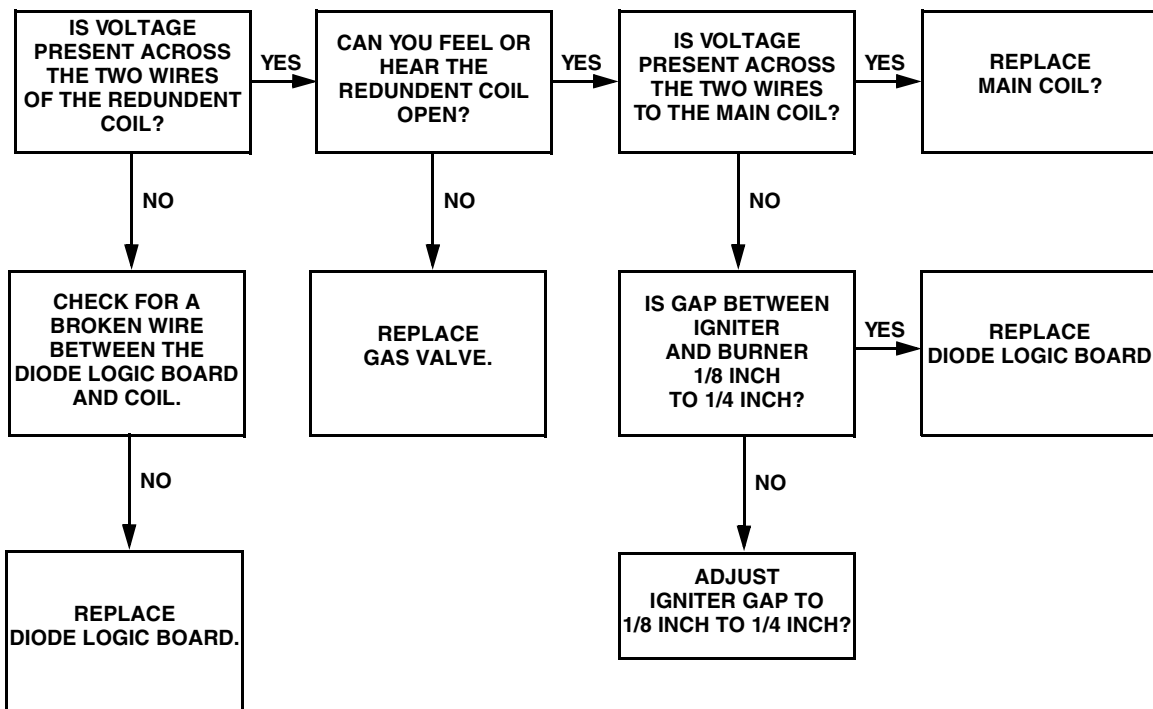 IS VOLTAGE
PRESENT ACROSS
THE TWO WIRES
OF THE REDUNDENT
COIL?
YES
CAN YOU FEEL OR
HEAR THE
REDUNDENT COIL
OPEN?
YES
IS VOLTAGE
PRESENT ACROSS
THE TWO WIRES
TO THE MAIN COIL?
YES
REPLACE
MAIN COIL?
NO
NO
NO
CHECK FOR A
BROKEN WIRE
BETWEEN THE
DIODE LOGIC BOARD
AND COIL.
REPLACE
GAS VALVE.
IS GAP BETWEEN
IGNITER
AND BURNER
1/8 INCH
TO 1/4 INCH?
YES
REPLACE
DIODE LOGIC BOARD.
NO
NO
REPLACE
DIODE LOGIC BOARD.
ADJUST
IGNITER GAP TO
1/8 INCH TO 1/4 INCH?